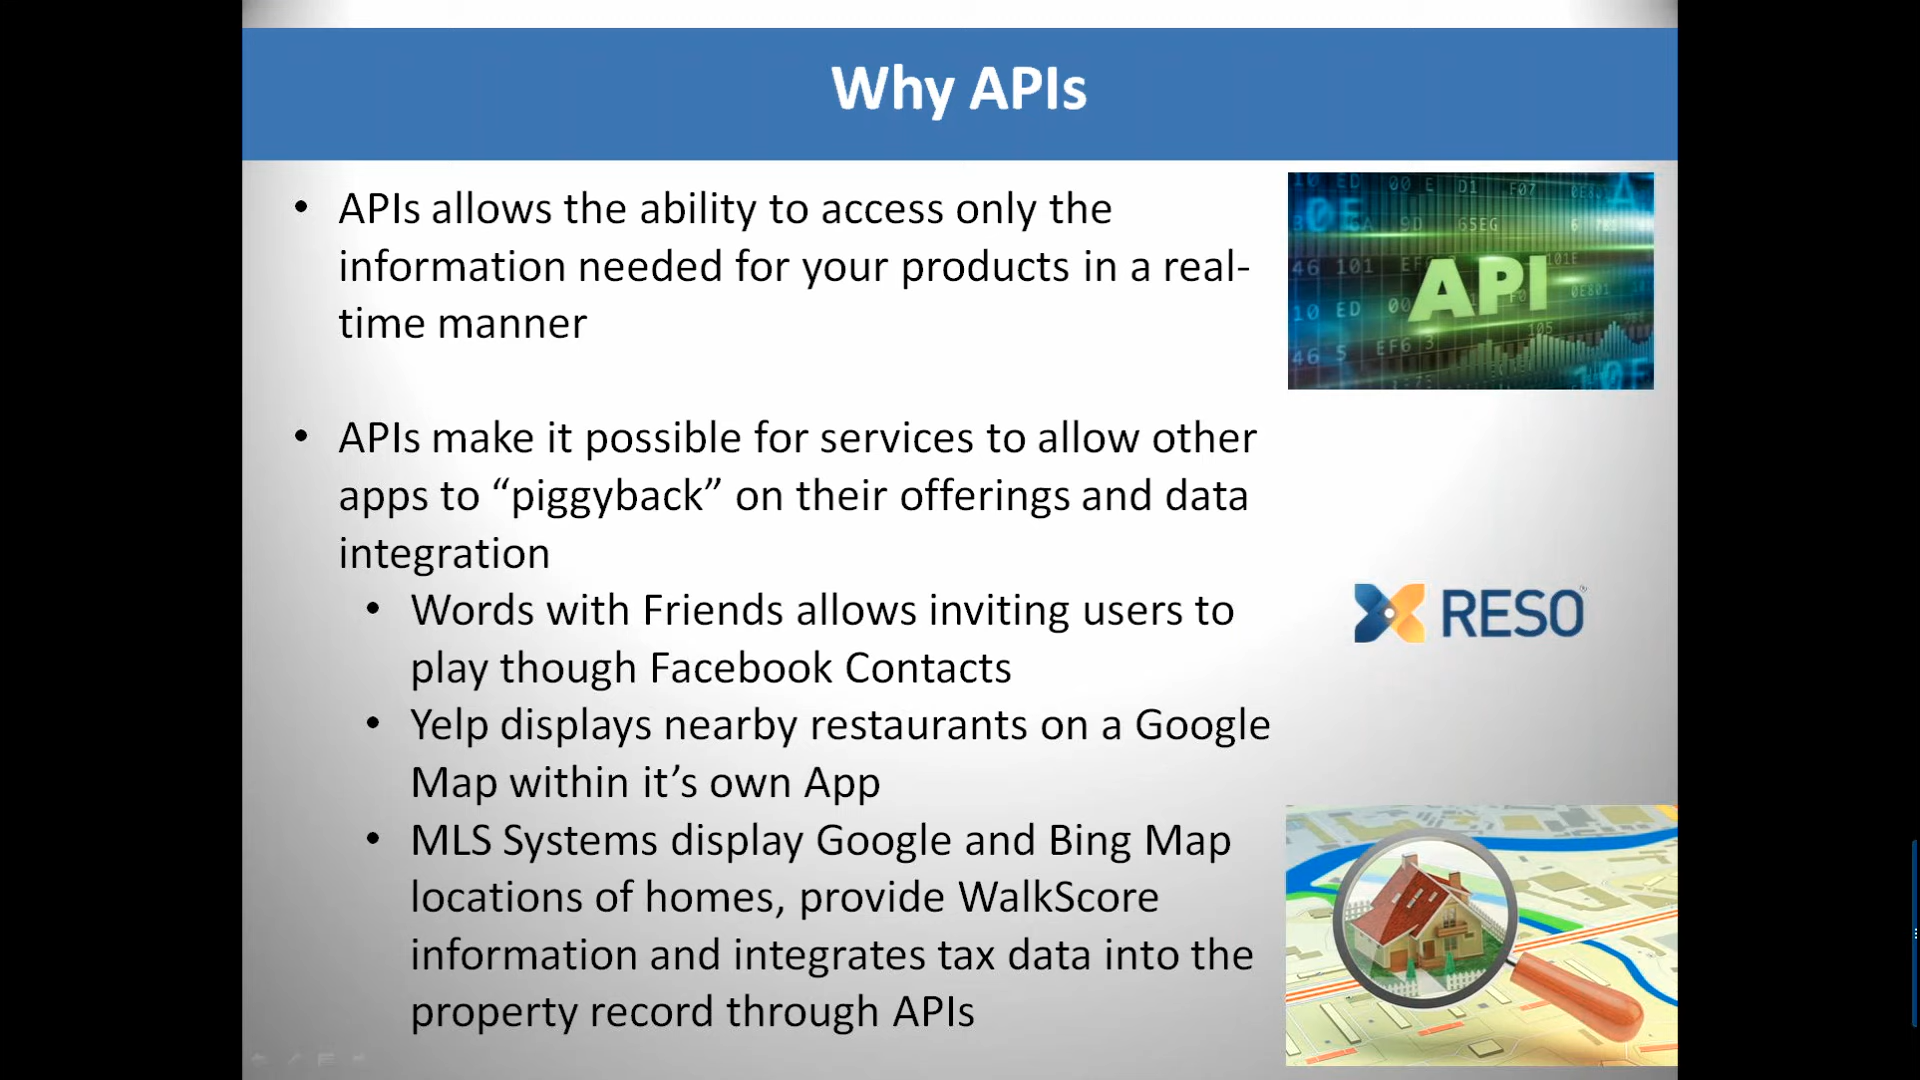 Why APIs
• APIs allows the ability to access only the
information needed for your products in a real-
time manner
• APIs make it possible for services to allow other
apps to “piggyback” on their offerings and data
integration
• Words with Friends allows inviting users to
play though Facebook Contacts
• Yelp displays nearby restaurants on a Google
Map within it’s own App
• MLS Systems display Google and Bing Map
locations of homes, provide WalkScore
information and integrates tax data into the
property record through APIs
API
RESO